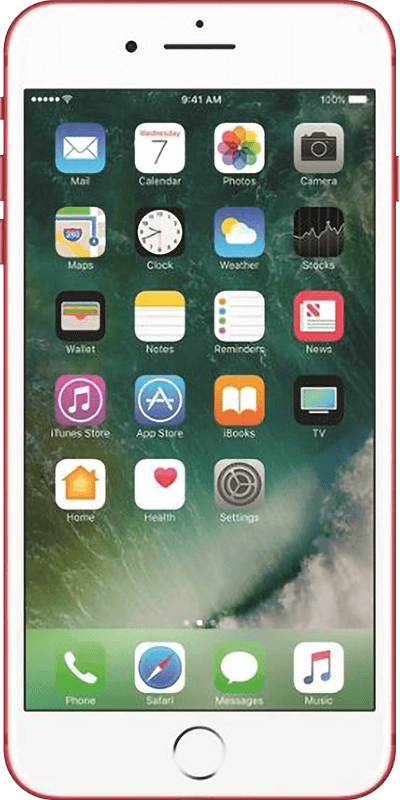 9:41 AM 100%
Wednesday
7
Mail Calendar Photos Camera
280
Maps Clock Weather Stocks
Wallet Notes Reminders News
iTunes Store App Store iBooks TV
Home Health Settings
Phone Safari Messages Music